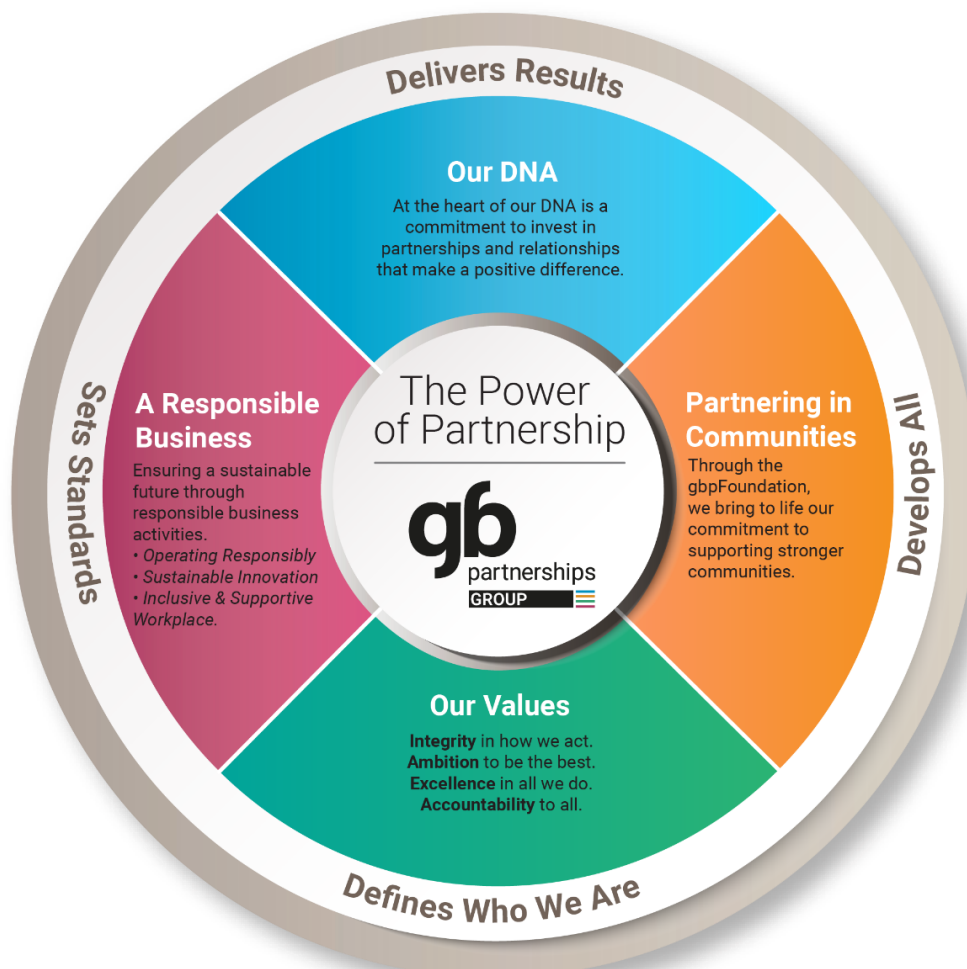 Delivers Results
Our DNA
At the heart of our DNA is a
commitment to invest in
partnerships and relationships
that make a positive difference.
Sets Standards
A Responsible
Business
Ensuring a sustainable
future through
responsible business
activities.
• Operating Responsibly
• Sustainable Innovation
• Inclusive & Supportive
Workplace.
The Power
of Partnership
gb
partnerships
GROUP
Partnering in
Communities
Through the
gbpFoundation,
we bring to life our
commitment to
supporting stronger
communities.
Develops All
Our Values
Integrity in how we act.
Ambition to be the best.
Excellence in all we do.
Accountability to all.
Defines Who We Are